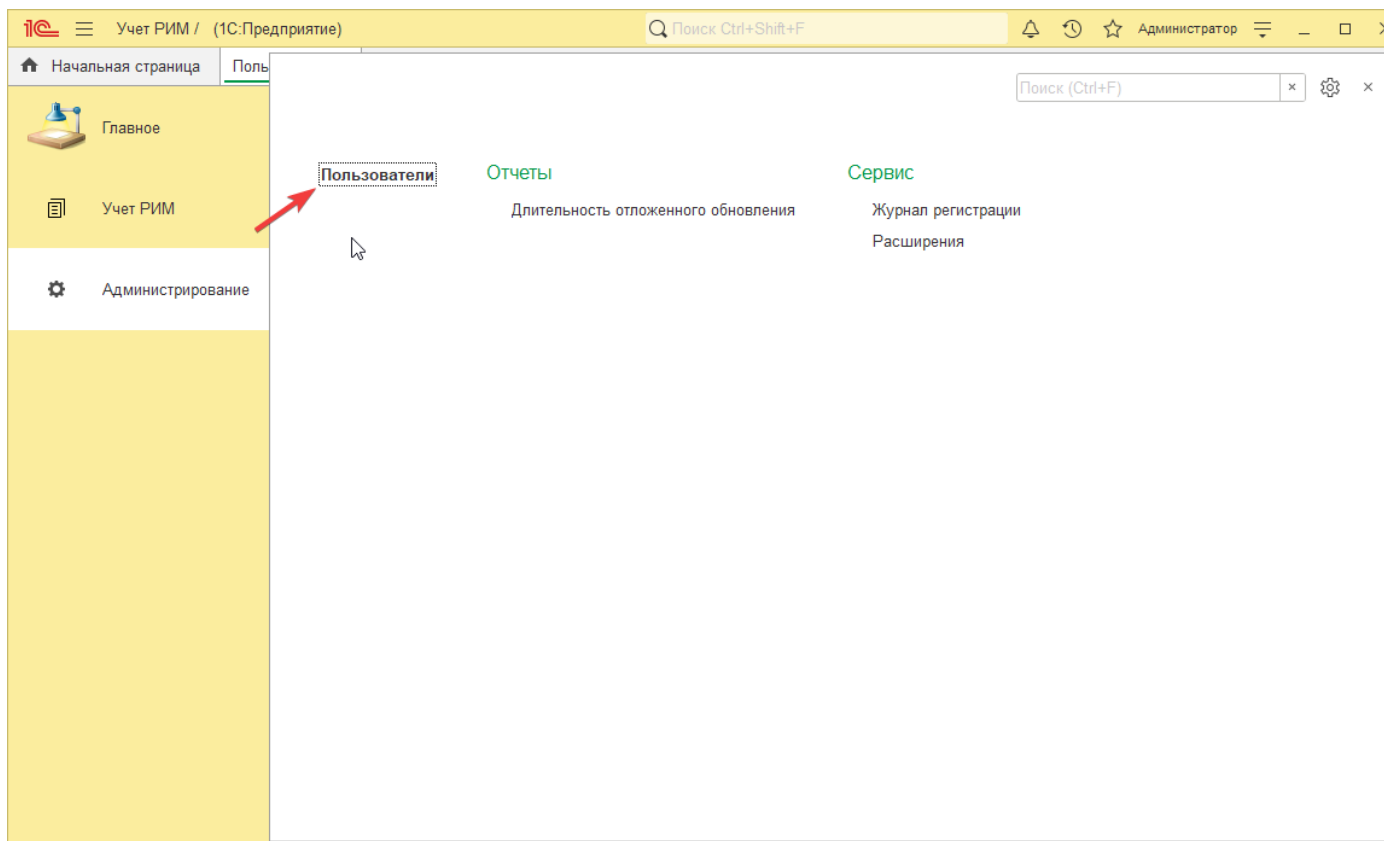 1С Учет РИМ / (1С:Предприятие) Поиск Ctrl+Shift+F Администратор
Начальная страница Поль
Поиск (Ctrl+F)
Главное
Пользователи Отчеты Сервис
Учет РИМ Длительность отложенного обновления Журнал регистрации
Расширения
Администрирование